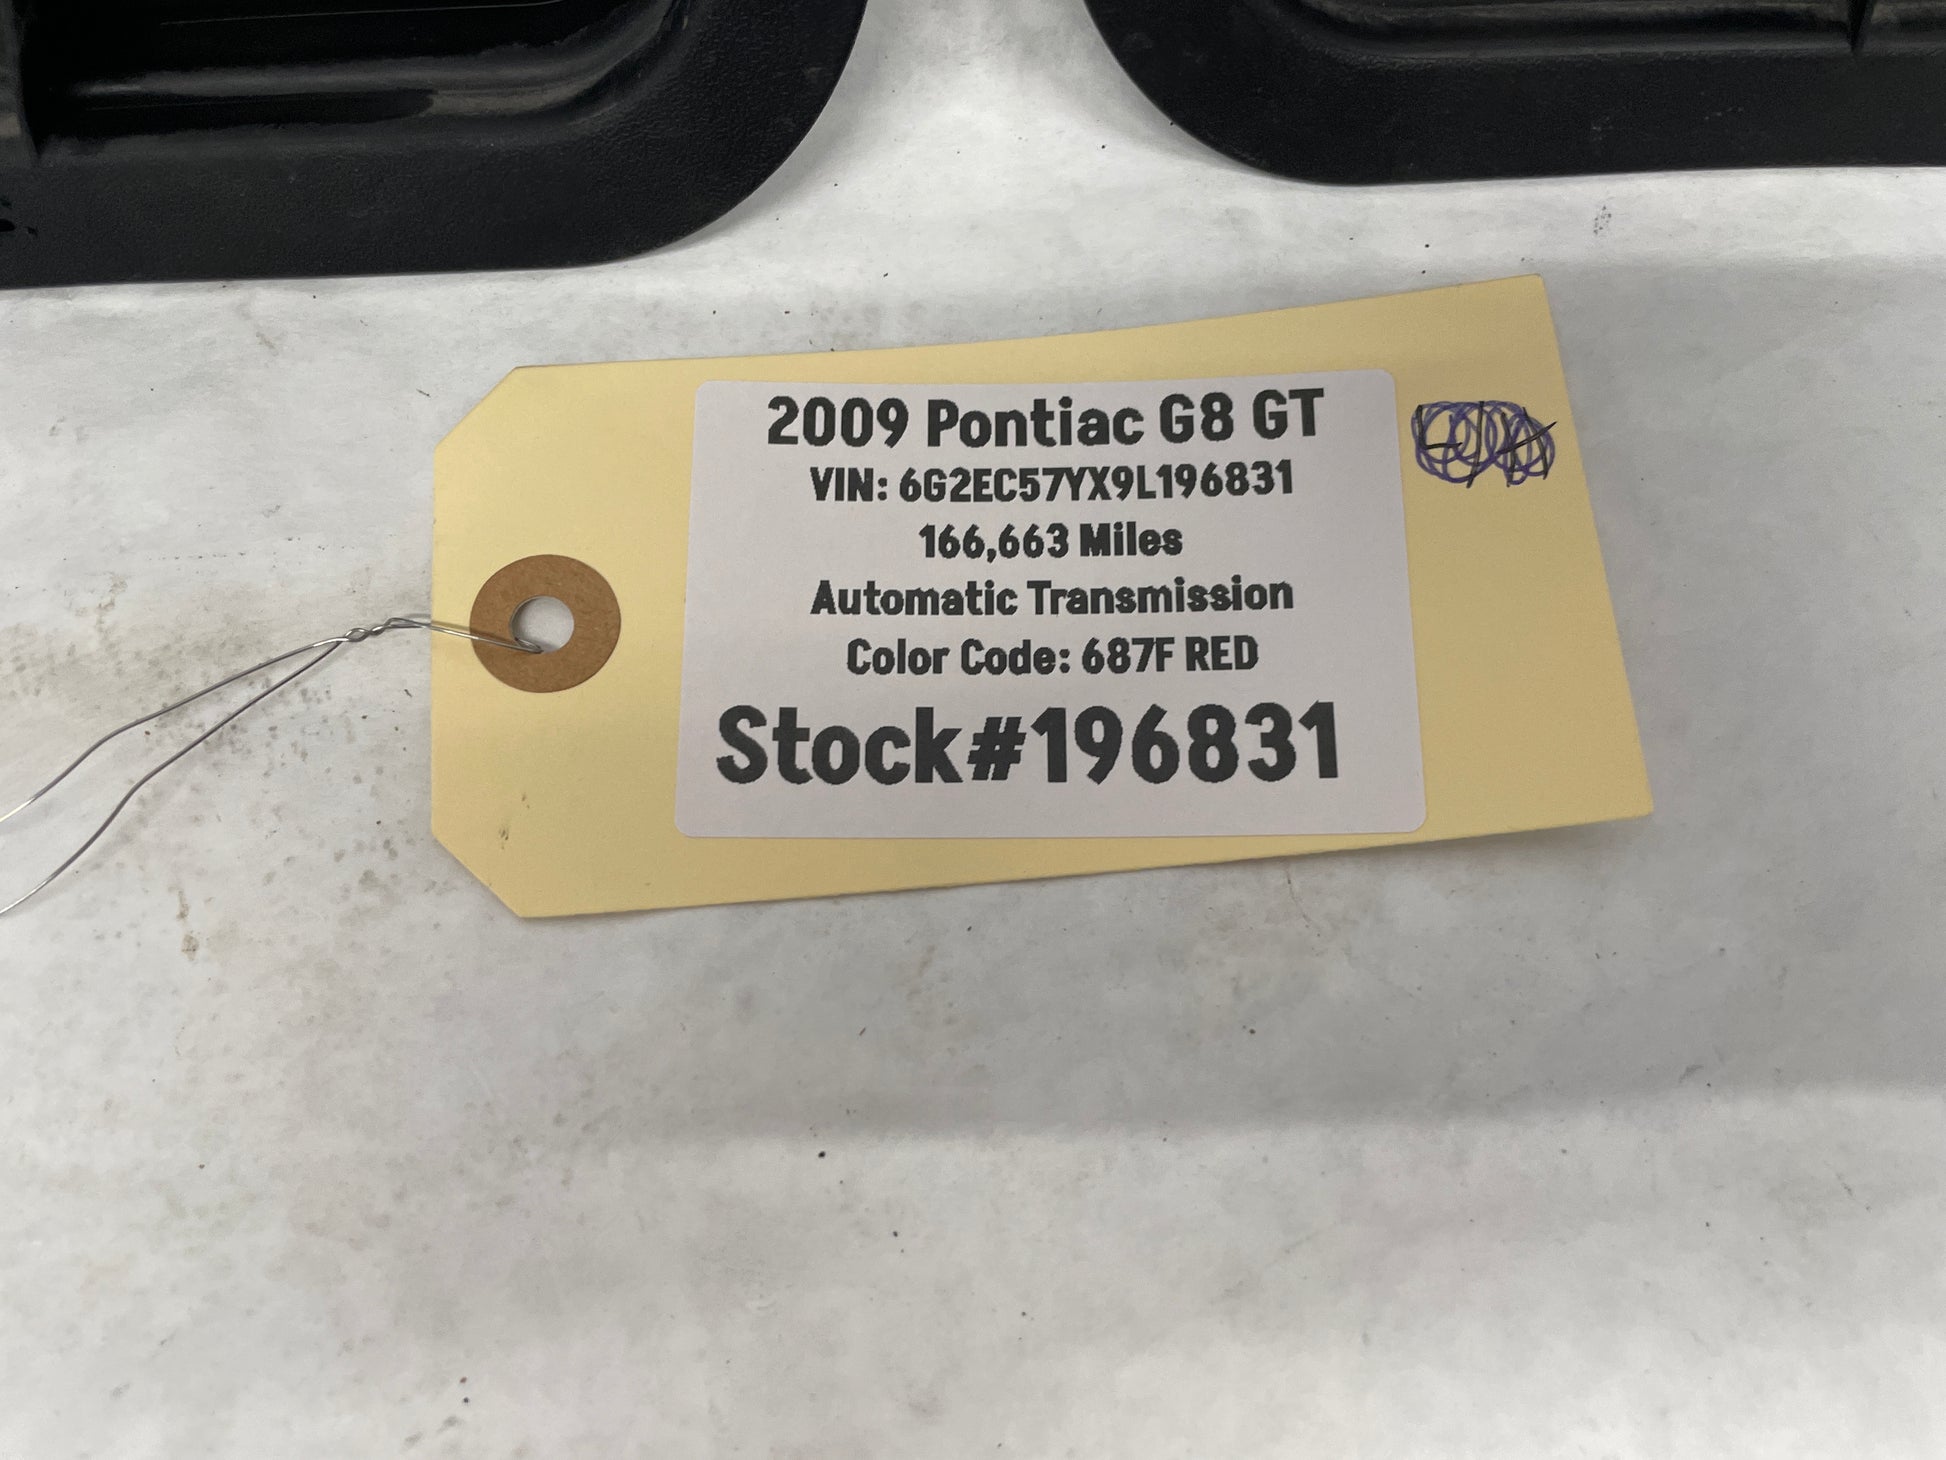 2009 Pontiac G8 GT
VIN: 6G2EC57YX9L196831
166,663 Miles
Automatic Transmission
Color Code: 687F RED
Stock#196831